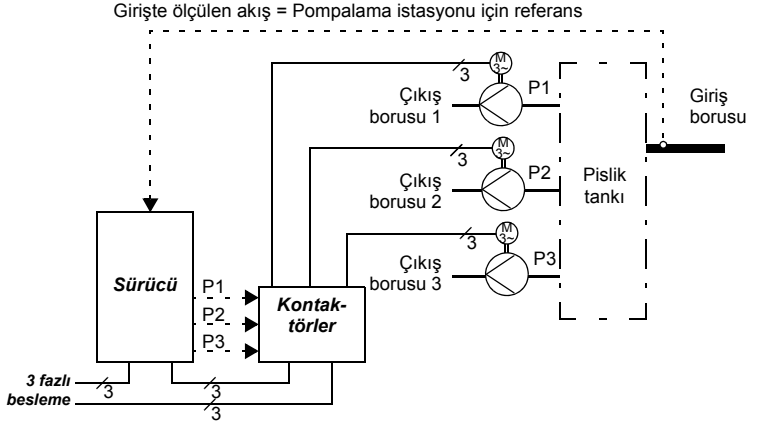 Girişte ölçülen akış = Pompalama istasyonu için referans
M
3~
3
P1
Çıkış
borusu 1
Giriş
borusu
M
3~
3
P2
Çıkış
borusu 2
Pislik
tankı
M
3~
3
P3
Çıkış
borusu 3
Sürücü
P1
P2
P3
Kontak-
törler
3 fazlı
besleme
3
3
3